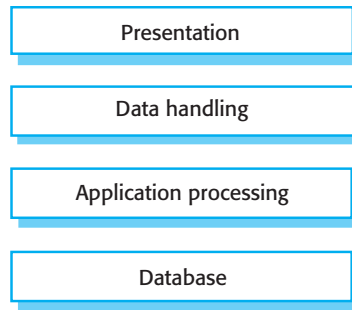 Presentation
Data handling
Application processing
Database